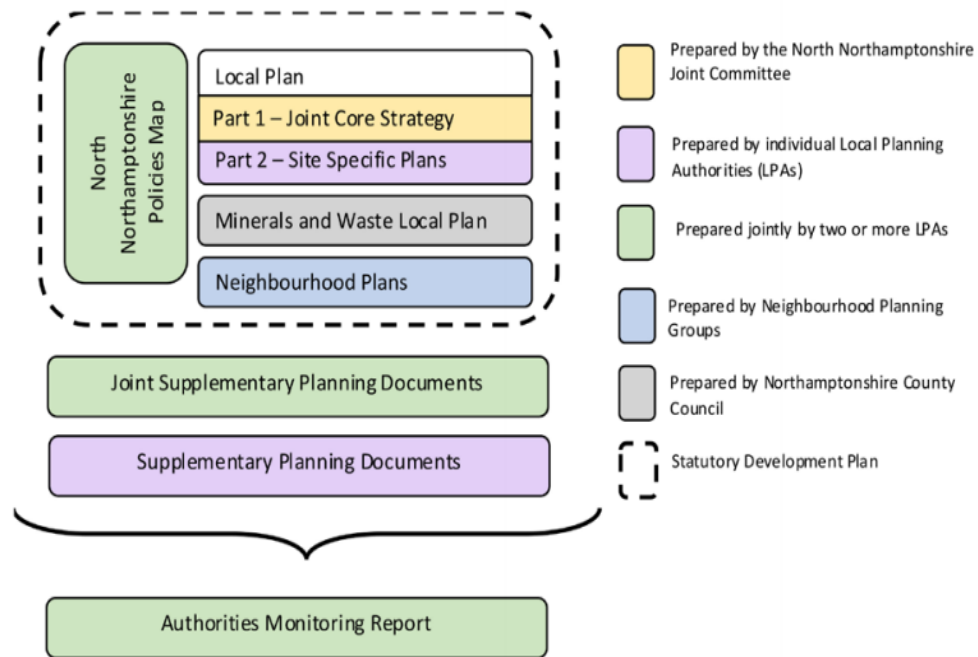 North
Northamptonshire
Policies Map
Local Plan
Part 1 – Joint Core Strategy
Part 2 – Site Specific Plans
Minerals and Waste Local Plan
Neighbourhood Plans
Joint Supplementary Planning Documents
Supplementary Planning Documents
Authorities Monitoring Report
Prepared by the North Northamptonshire
Joint Committee
Prepared by individual Local Planning
Authorities (LPAs)
Prepared jointly by two or more LPAs
Prepared by Neighbourhood Planning
Groups
Prepared by Northamptonshire County
Council
Statutory Development Plan